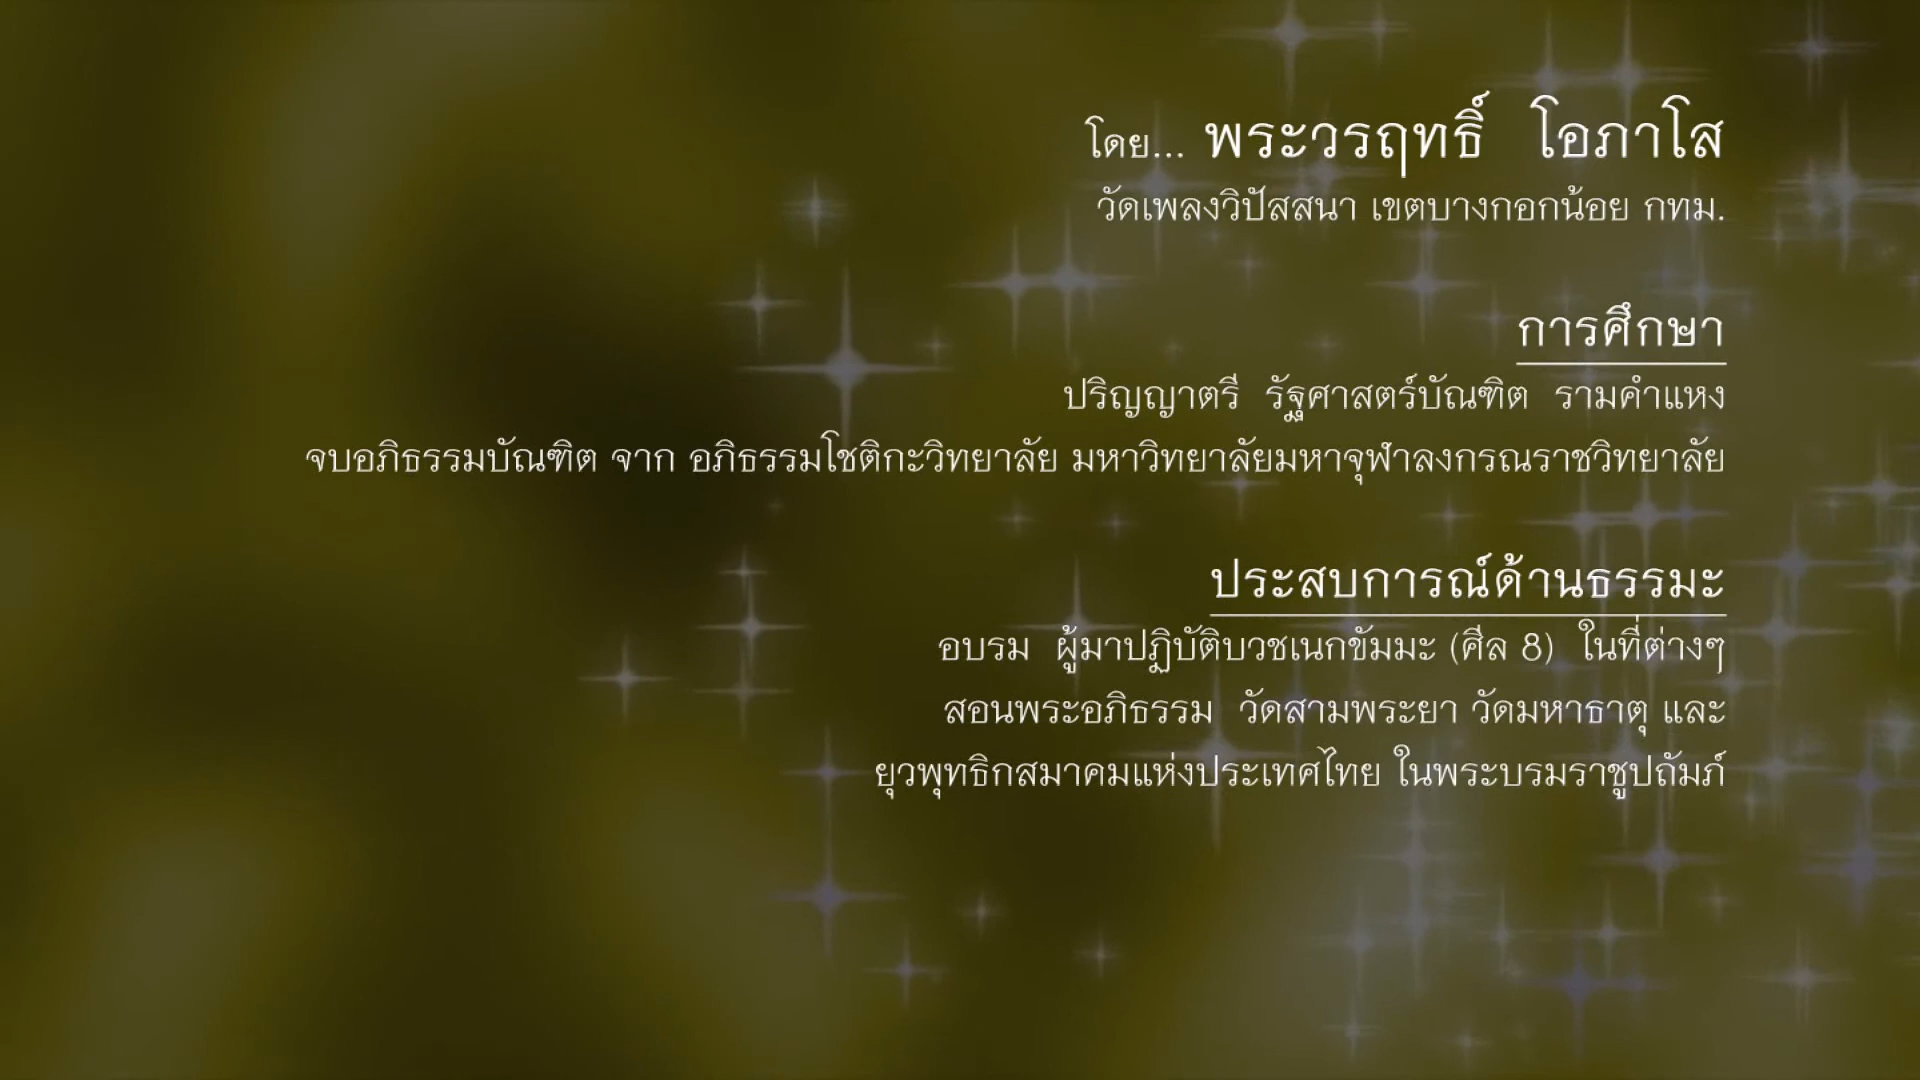 โดย... พระวรฤทธิ์ โอภาโส
วัดเพลงวิปัสสนา เขตบางกอกน้อย กทม.
การศึกษา
ปริญญาตรี รัฐศาสตร์บัณฑิต รามคำแหง
จบอภิธรรมบัณฑิต จาก อภิธรรมโชติกะวิทยาลัย มหาวิทยาลัยมหาจุฬาลงกรณราชวิทยาลัย
ประสบการณ์ด้านธรรมะ
อบรม ผู้มาปฏิบัติบวชเนกขัมมะ (ศีล 8) ในที่ต่างๆ
สอนพระอภิธรรม วัดสามพระยา วัดมหาธาตุ และ
ยุวพุทธิกสมาคมแห่งประเทศไทย ในพระบรมราชูปถัมภ์